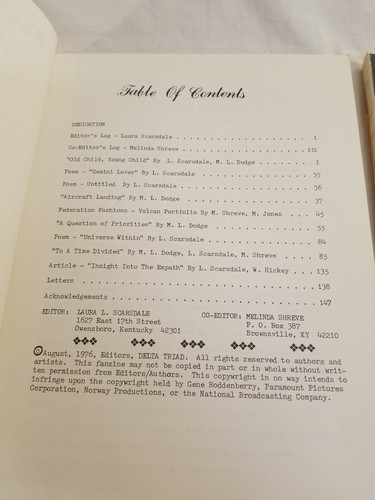 Table Of Contents
DEDICATION
Editor's Log - Laura Scarsdale . . . . . . . . . . . . . . . . . . . 1
Co-Editor's Log - Melinda Shreve . . . . . . . . . . . . . . . . . . 111
"Old Child, Young Child" By L. Scarsdale, M. L. Dodge . . . . . . . . 1
Poem - "Gemini Lover" By L. Scarsdale . . . . . . . . . . . . . . . 35
Poem - Untitled By L. Scarsdale . . . . . . . . . . . . . . . . . . 36
"Aircraft Landing" By M. L. Dodge . . . . . . . . . . . . . . . . . 37
Federation Fashions - Vulcan Portfolio By M. Shreve, M. Jones . . . 45
"A Question of Priorities" By M. L. Dodge . . . . . . . . . . . . . 55
Poem - "Universe Within" By L. Scarsdale . . . . . . . . . . . . . . 84
"To A Time Divided" By M. L. Dodge, L. Scarsdale, M. Shreve . . . . 85
Article - "Insight Into The Empath" By L. Scarsdale, W. Hickey . . . 135
Letters . . . . . . . . . . . . . . . . . . . . . . . . . . . . . . 138
Acknowledgements . . . . . . . . . . . . . . . . . . . . . . . . . . 147
EDITOR: LAURA L. SCARSDALE CO-EDITOR: MELINDA SHREVE
1627 East 17th Street P. O. Box 387
Owensboro, Kentucky 42301 Brownsville, KY 42210
©August, 1976, Editors, DELTA TRIAD. All rights reserved to authors and
artists. This fanzine may not be copied in part or in whole without writ-
ten permission from Editors/Authors. This copyright in no way intends to
infringe upon the copyright held by Gene Roddenberry, Paramount Pictures
Corporation, Norway Productions, or the National Broadcasting Company.